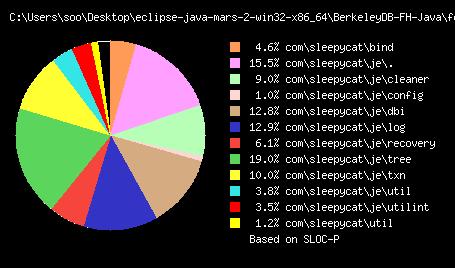 C:\Users\soo\Desktop\eclipse-java-mars-2-win32-x86_64\BerkeleyDB-FH-Java\f
4.6% com\sleepycat\bind
15.5% com\sleepycat\je\.
9.0% com\sleepycat\je\cleaner
1.0% com\sleepycat\je\config
12.8% com\sleepycat\je\dbi
12.9% com\sleepycat\je\log
6.1% com\sleepycat\je\recovery
19.0% com\sleepycat\je\tree
10.0% com\sleepycat\je\txn
3.8% com\sleepycat\je\util
3.5% com\sleepycat\je\utilint
1.2% com\sleepycat\util
Based on SLOC-P